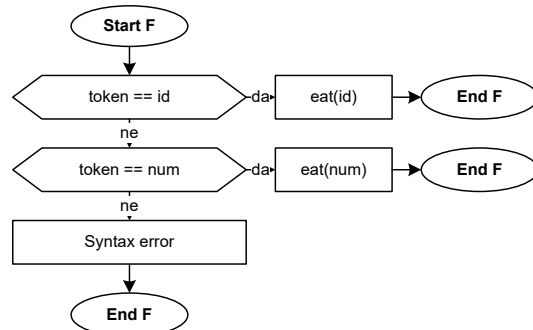 Start F
token == id
da
eat(id)
End F
ne
token == num
da
eat(num)
End F
ne
Syntax error
End F